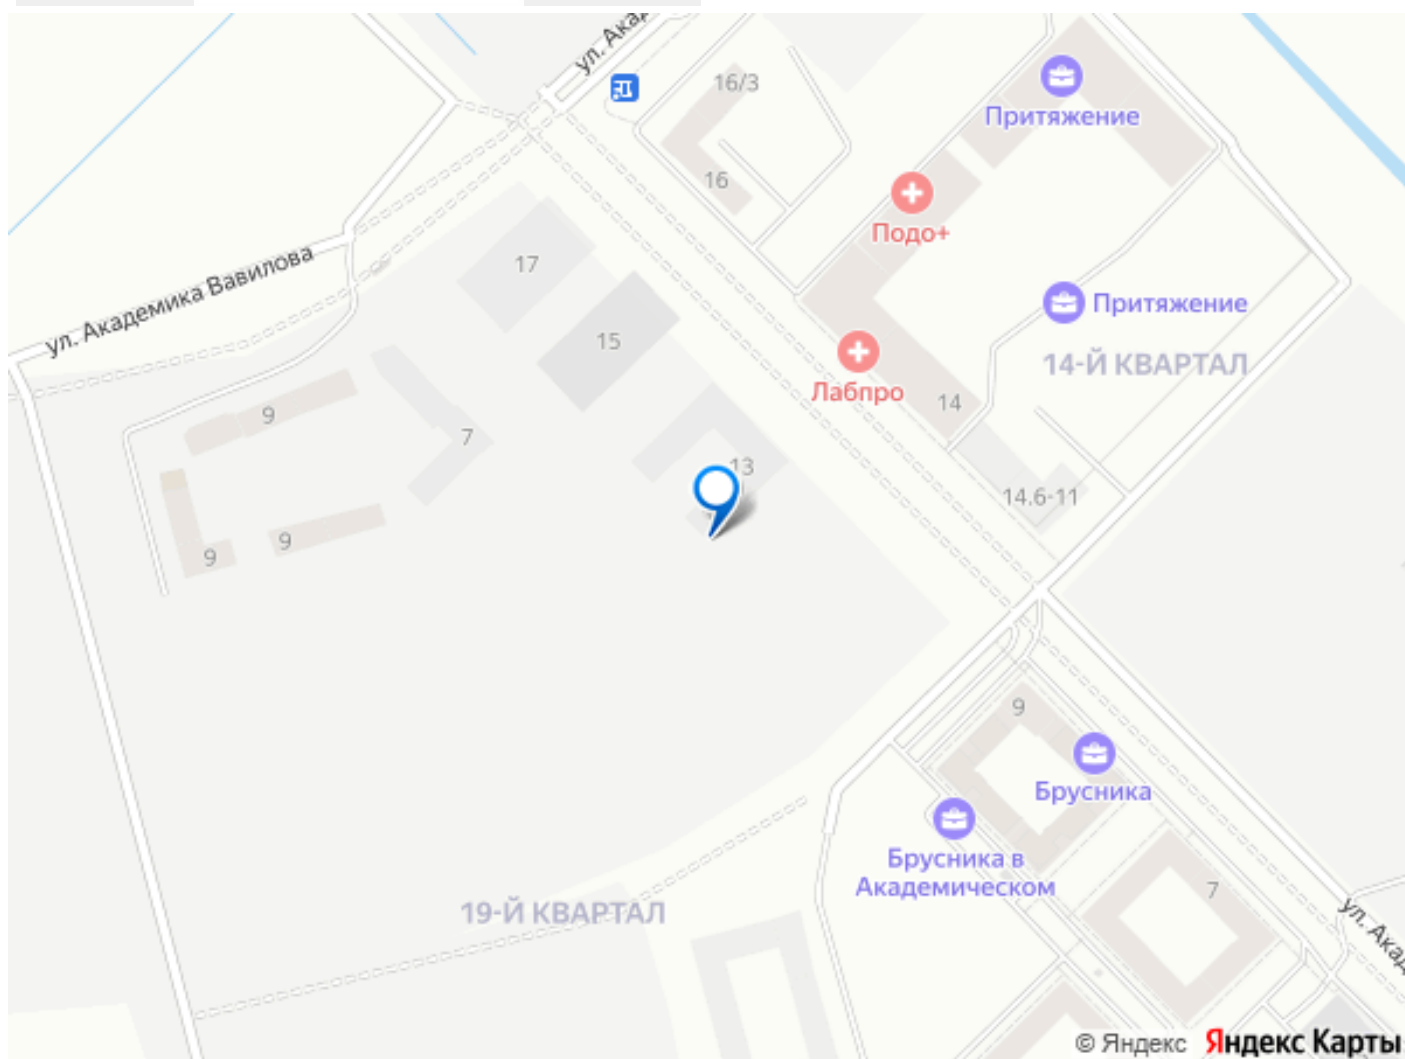 ул. Акад
16/3
Притяжение
16
Подо+
17
ул. Академика Вавилова
Притяжение
15
14-Й КВАРТАЛ
Лабпро
14
9
7
13
14.6-11
9
9
9
Брусника
Брусника в
Академическом
7
19-Й КВАРТАЛ
ул. Акад
© Яндекс Яндекс Карты